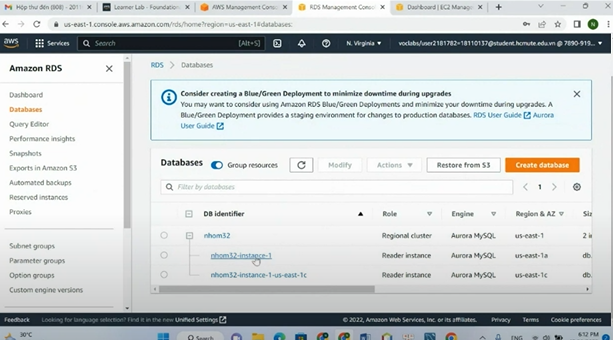 Hộp thư đến (808) -
Learner Lab - Foundation
AWS Management Conso
RDS Management Conso
Dashboard | EC2 Managem
us-east-1.console.aws.amazon.com/rds/home?region=us-east-1#databases:
aws
Services
Search
[Alt+S]
N. Virginia
voclabs/user2181782=18110137@student.hcmute.edu.vn @ 7890-919...
Amazon RDS
Dashboard
Databases
Query Editor
Performance insights
Snapshots
Exports in Amazon S3
Automated backups
Reserved instances
Proxies
Subnet groups
Parameter groups
Option groups
Custom engine versions
RDS > Databases
Consider creating a Blue/Green Deployment to minimize downtime during upgrades
You may want to consider using Amazon RDS Blue/Green Deployments and minimize your downtime during upgrades. A
Blue/Green Deployment provides a staging environment for changes to production databases. RDS User Guide Aurora
User Guide
Databases
Group resources
Modify
Actions
Restore from S3
Create database
Filter by databases
1
DB identifier
Role
Engine
Region & AZ
Siz
nhom32
Regional cluster
Aurora MySQL
us-east-1
2 i
nhom32-instance-1
Reader instance
Aurora MySQL
us-east-1a
db.
nhom32-instance-1-us-east-1c
Reader instance
Aurora MySQL
us-east-1c
db.
Feedback
Looking for language selection? Find it in the new Unified Settings
© 2022, Amazon Web Services, Inc. or its affiliates.
Privacy
Terms
Cookie preferences
30°C
Search
ENG
6:12 PM